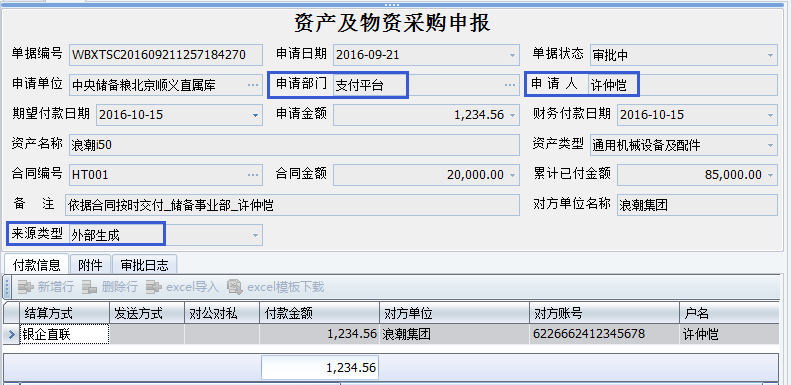 资产及物资采购申报
单据编号 WBXTSC201609211257184270 申请日期 2016-09-21 单据状态 审批中
申请单位 中央储备粮北京顺义直属库 ··· 申请部门 支付平台 ··· 申 请 人 许仲恺
期望付款日期 2016-10-15 申请金额 1,234.56 财务付款日期 2016-10-15
资产名称 浪潮i50 资产类型 通用机械设备及配件
合同编号 HT001 ··· 合同金额 20,000.00 累计已付金额 85,000.00
备 注 依据合同按时交付_储备事业部_许仲恺 对方单位名称 浪潮集团
来源类型 外部生成
付款信息 附件 审批日志
新增行 删除行 excel导入 excel模板下载
结算方式 发送方式 对公对私 付款金额 对方单位 对方账号 户名
银企直联 1,234.56 浪潮集团 6226662412345678 许仲恺
1,234.56